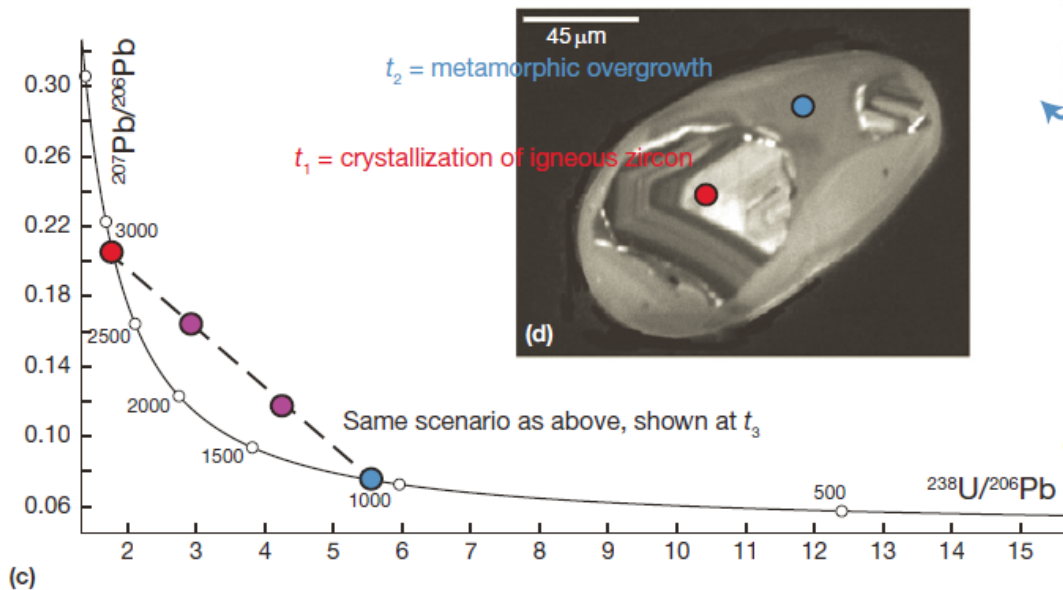 45 μm
t₂ = metamorphic overgrowth
t₁ = crystallization of igneous zircon
(d)
²⁰⁷Pb/²⁰⁶Pb
0.30
0.26
0.22
0.18
0.14
0.10
0.06
3000
2500
2000
1500
1000
500
Same scenario as above, shown at t₃
²³⁸U/²⁰⁶Pb
2 3 4 5 6 7 8 9 10 11 12 13 14 15
(c)